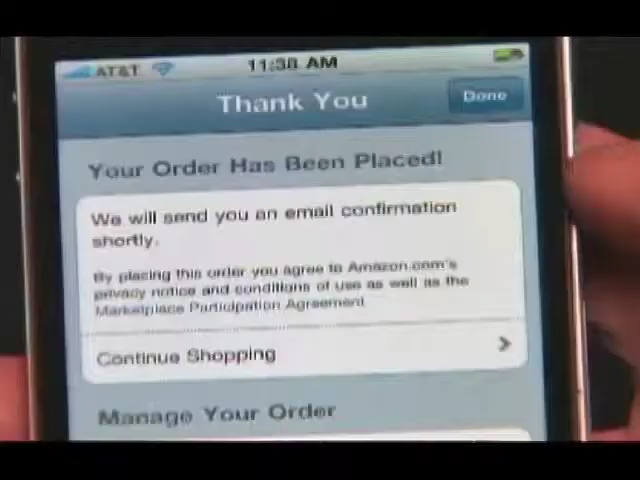 AT&T 11:38 AM
Thank You Done
Your Order Has Been Placed!
We will send you an email confirmation
shortly.
By placing this order you agree to Amazon.com's
privacy notice and conditions of use as well as the
Marketplace Participation Agreement
Continue Shopping
Manage Your Order